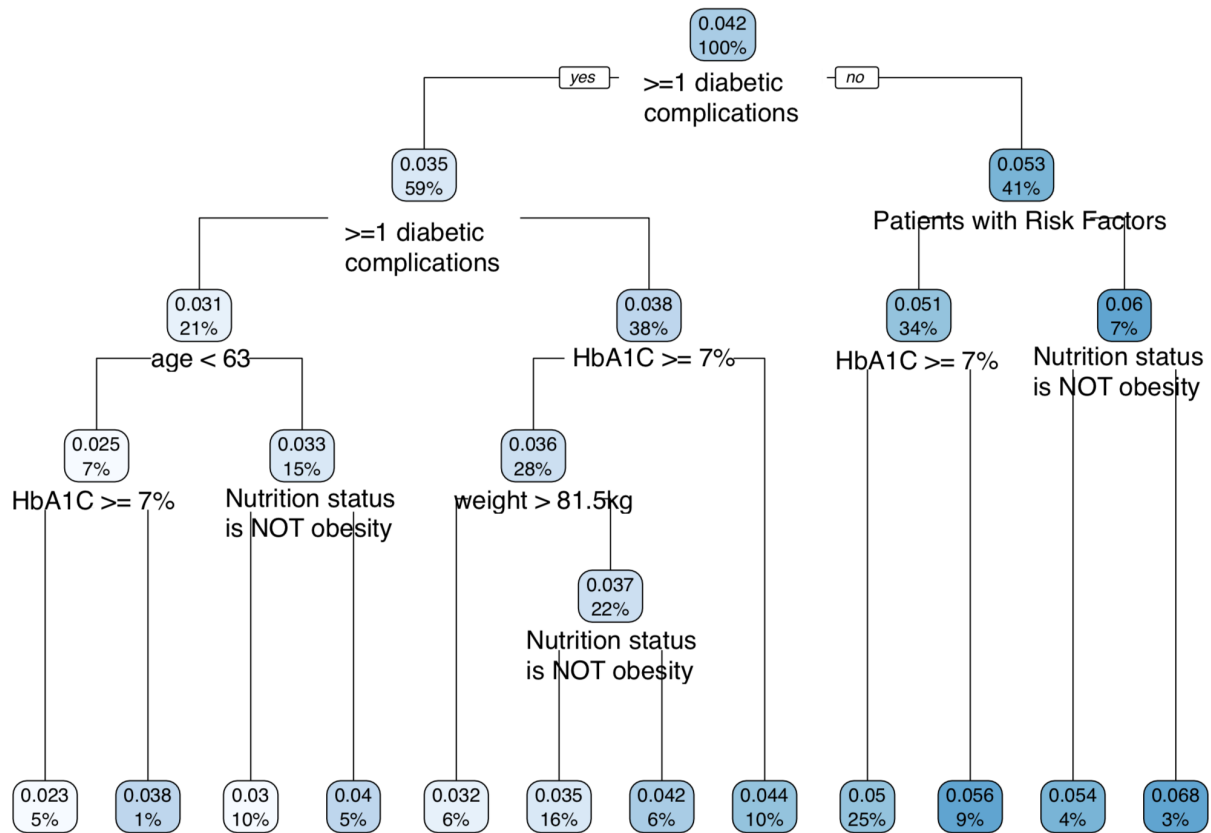 0.042
100%
yes
no
>=1 diabetic
complications
0.035
59%
0.053
41%
>=1 diabetic
complications
Patients with Risk Factors
0.031
21%
0.038
38%
0.051
34%
0.06
7%
age < 63
HbA1C >= 7%
HbA1C >= 7%
Nutrition status
is NOT obesity
0.025
7%
0.033
15%
0.036
28%
HbA1C >= 7%
Nutrition status
is NOT obesity
weight > 81.5kg
0.037
22%
Nutrition status
is NOT obesity
0.023
5%
0.038
1%
0.03
10%
0.04
5%
0.032
6%
0.035
16%
0.042
6%
0.044
10%
0.05
25%
0.056
9%
0.054
4%
0.068
3%